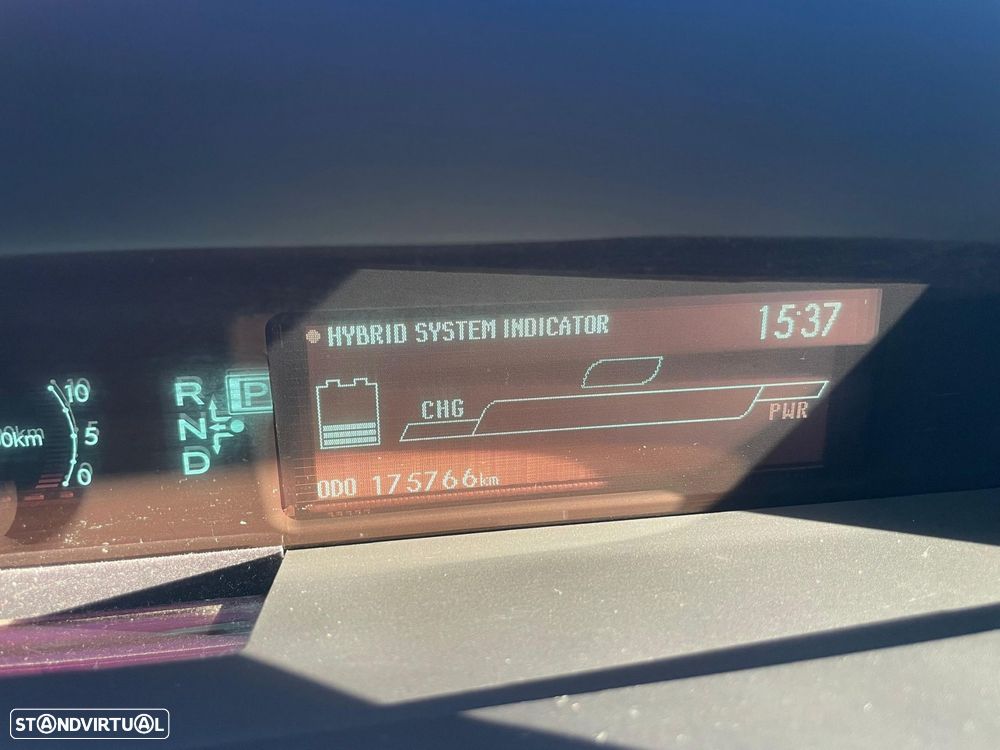 HYBRID SYSTEM INDICATOR 15:37
10
R P
CHG PWR
N
5
D
0
ODO 175766km
STANDVIRTUAL